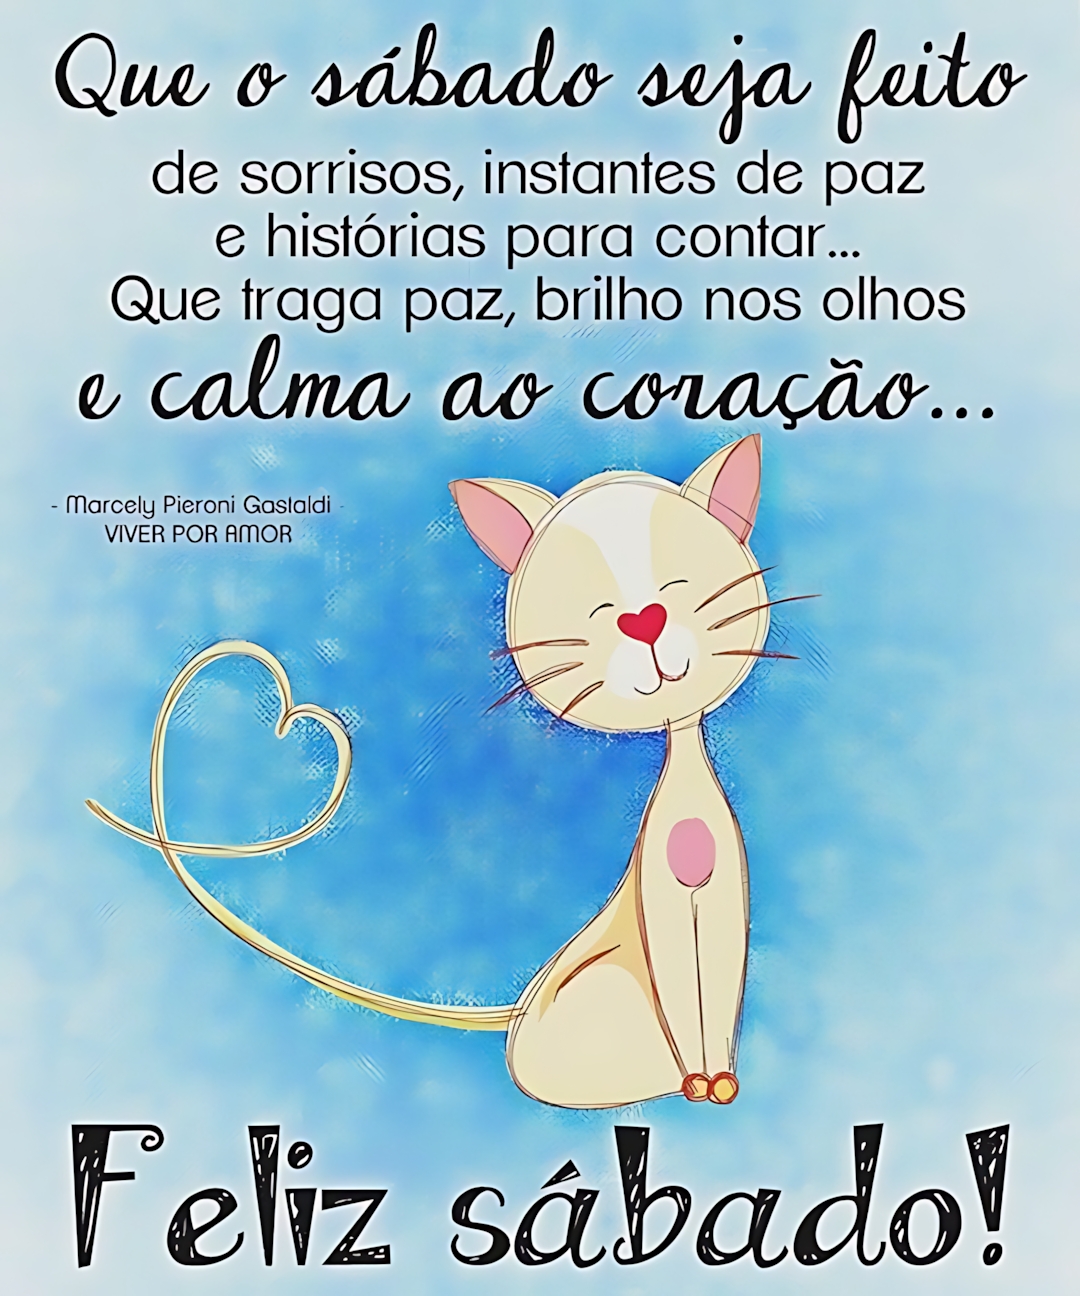 Que o sábado seja feito
de sorrisos, instantes de paz
e histórias para contar...
Que traga paz, brilho nos olhos
e calma ao coração...
- Marcely Pieroni Gastaldi -
VIVER POR AMOR
Feliz sábado!